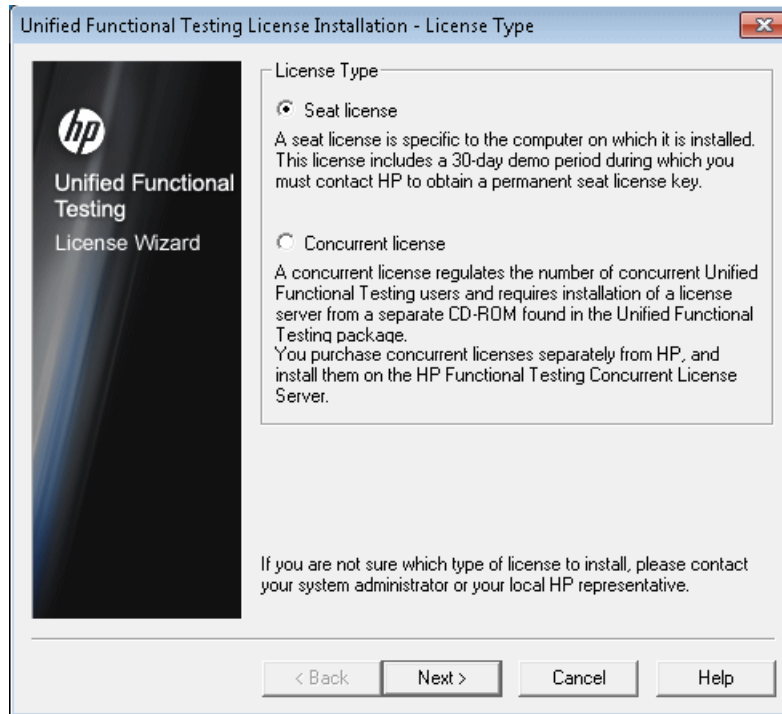 Unified Functional Testing License Installation - License Type
hp
Unified Functional
Testing
License Wizard
License Type
Seat license
A seat license is specific to the computer on which it is installed.
This license includes a 30-day demo period during which you
must contact HP to obtain a permanent seat license key.
Concurrent license
A concurrent license regulates the number of concurrent Unified
Functional Testing users and requires installation of a license
server from a separate CD-ROM found in the Unified Functional
Testing package.
You purchase concurrent licenses separately from HP, and
install them on the HP Functional Testing Concurrent License
Server.
If you are not sure which type of license to install, please contact
your system administrator or your local HP representative.
< Back Next > Cancel Help